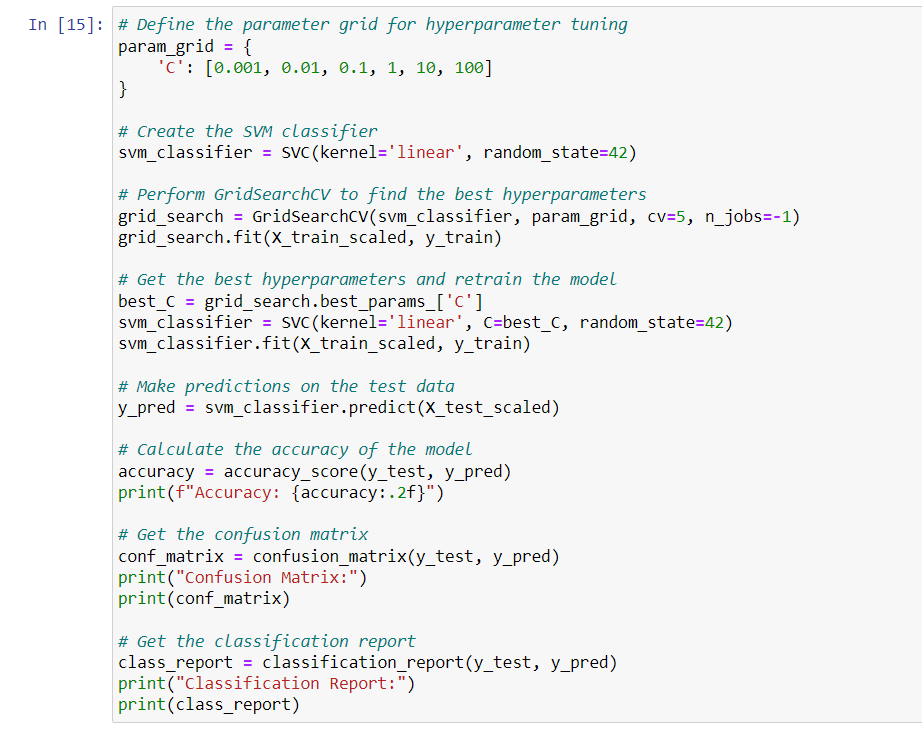 In [15]: # Define the parameter grid for hyperparameter tuning
param_grid = {
    'C': [0.001, 0.01, 0.1, 1, 10, 100]
}

# Create the SVM classifier
svm_classifier = SVC(kernel='linear', random_state=42)

# Perform GridSearchCV to find the best hyperparameters
grid_search = GridSearchCV(svm_classifier, param_grid, cv=5, n_jobs=-1)
grid_search.fit(X_train_scaled, y_train)

# Get the best hyperparameters and retrain the model
best_C = grid_search.best_params_['C']
svm_classifier = SVC(kernel='linear', C=best_C, random_state=42)
svm_classifier.fit(X_train_scaled, y_train)

# Make predictions on the test data
y_pred = svm_classifier.predict(X_test_scaled)

# Calculate the accuracy of the model
accuracy = accuracy_score(y_test, y_pred)
print(f"Accuracy: {accuracy:.2f}")

# Get the confusion matrix
conf_matrix = confusion_matrix(y_test, y_pred)
print("Confusion Matrix:")
print(conf_matrix)

# Get the classification report
class_report = classification_report(y_test, y_pred)
print("Classification Report:")
print(class_report)